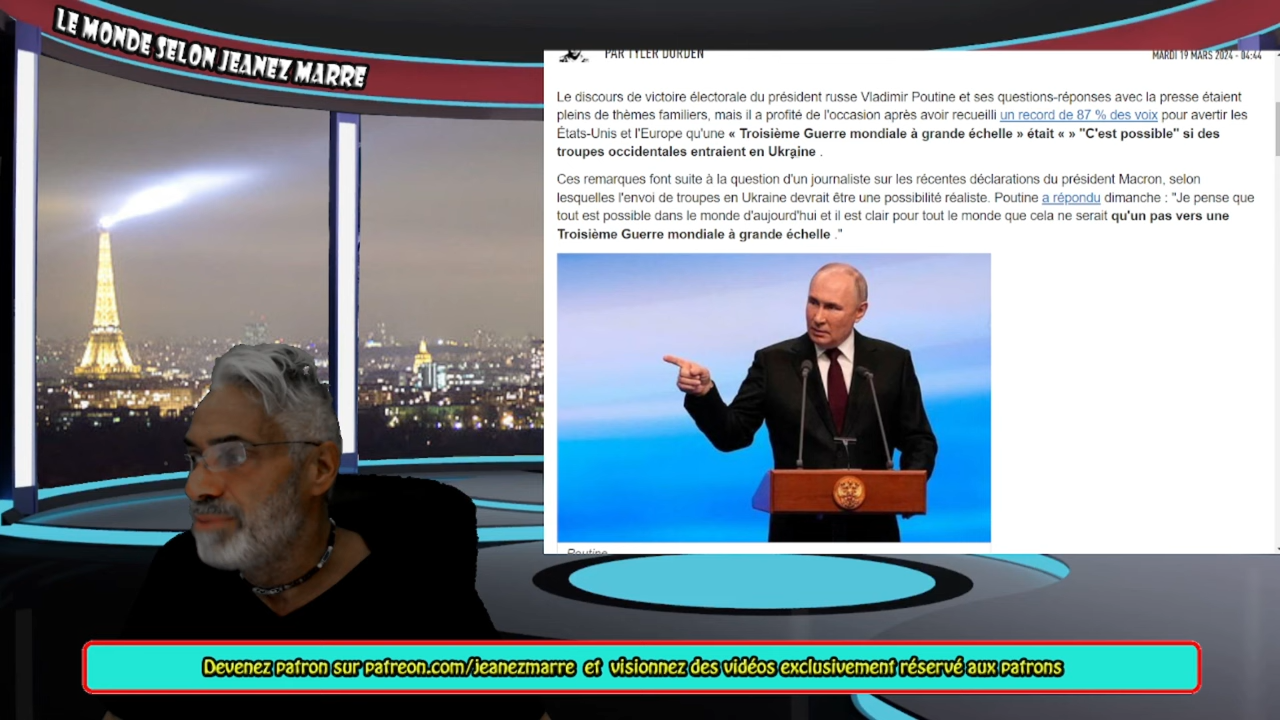 LE MONDE SELON JEANEZ MARRE
PAR TYLER DURDEN
MARDI 19 MARS 2024 - 04:44
Le discours de victoire électorale du président russe Vladimir Poutine et ses questions-réponses avec la presse étaient
pleins de thèmes familiers, mais il a profité de l'occasion après avoir recueilli un record de 87 % des voix pour avertir les
États-Unis et l'Europe qu'une « Troisième Guerre mondiale à grande échelle » était « » "C'est possible" si des
troupes occidentales entraient en Ukraine .
Ces remarques font suite à la question d'un journaliste sur les récentes déclarations du président Macron, selon
lesquelles l'envoi de troupes en Ukraine devrait être une possibilité réaliste. Poutine a répondu dimanche : "Je pense que
tout est possible dans le monde d'aujourd'hui et il est clair pour tout le monde que cela ne serait qu'un pas vers une
Troisième Guerre mondiale à grande échelle ."
Poutine
Devenez patron sur patreon.com/jeanezmarre et visionnez des vidéos exclusivement réservé aux patrons